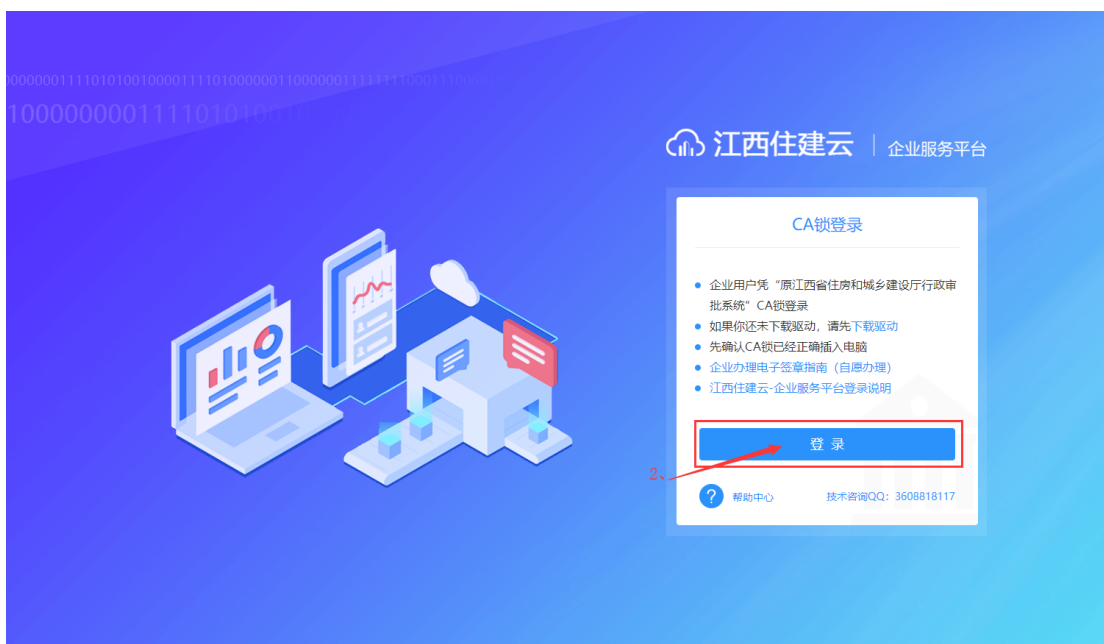 江西住建云 企业服务平台
CA锁登录
企业用户凭“原江西省住房和城乡建设厅行政审
批系统”CA锁登录
如果你还未下载驱动，请先下载驱动
先确认CA锁已经正确插入电脑
企业办理电子签章指南（自愿办理）
江西住建云-企业服务平台登录说明
登 录
2、
? 帮助中心 技术咨询QQ：3608818117